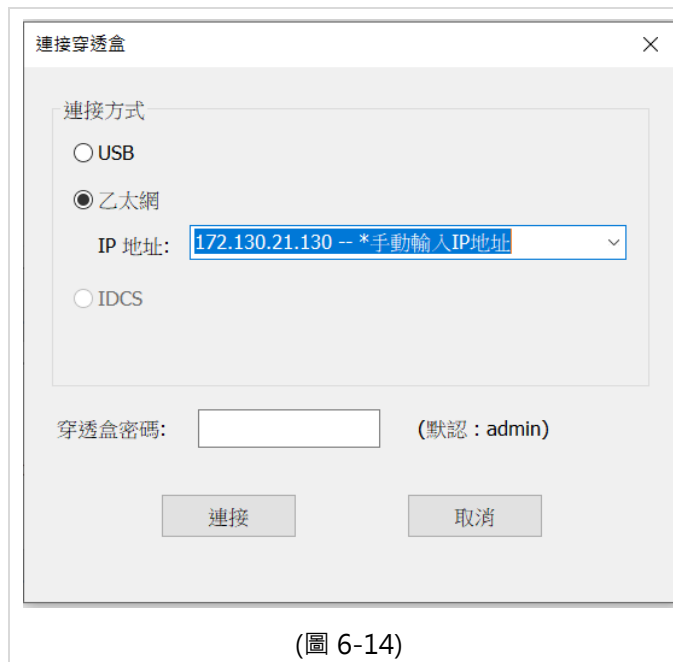 連接穿透盒
連接方式
USB
乙太網
IP 地址: 172.130.21.130 -- *手動輸入IP地址
IDCS
穿透盒密碼: (默認：admin)
連接 取消
(圖 6-14)